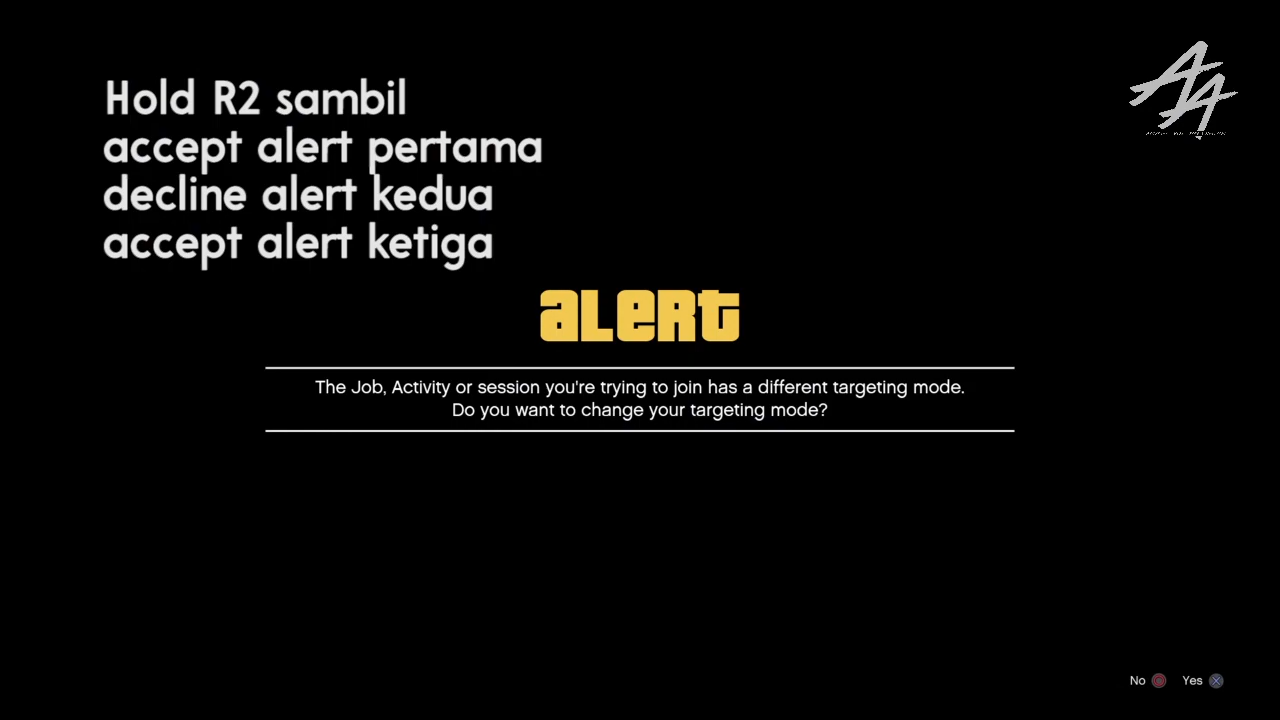 Hold R2 sambil
accept alert pertama
decline alert kedua
accept alert ketiga
alert
The Job, Activity or session you're trying to join has a different targeting mode.
Do you want to change your targeting mode?
No Yes